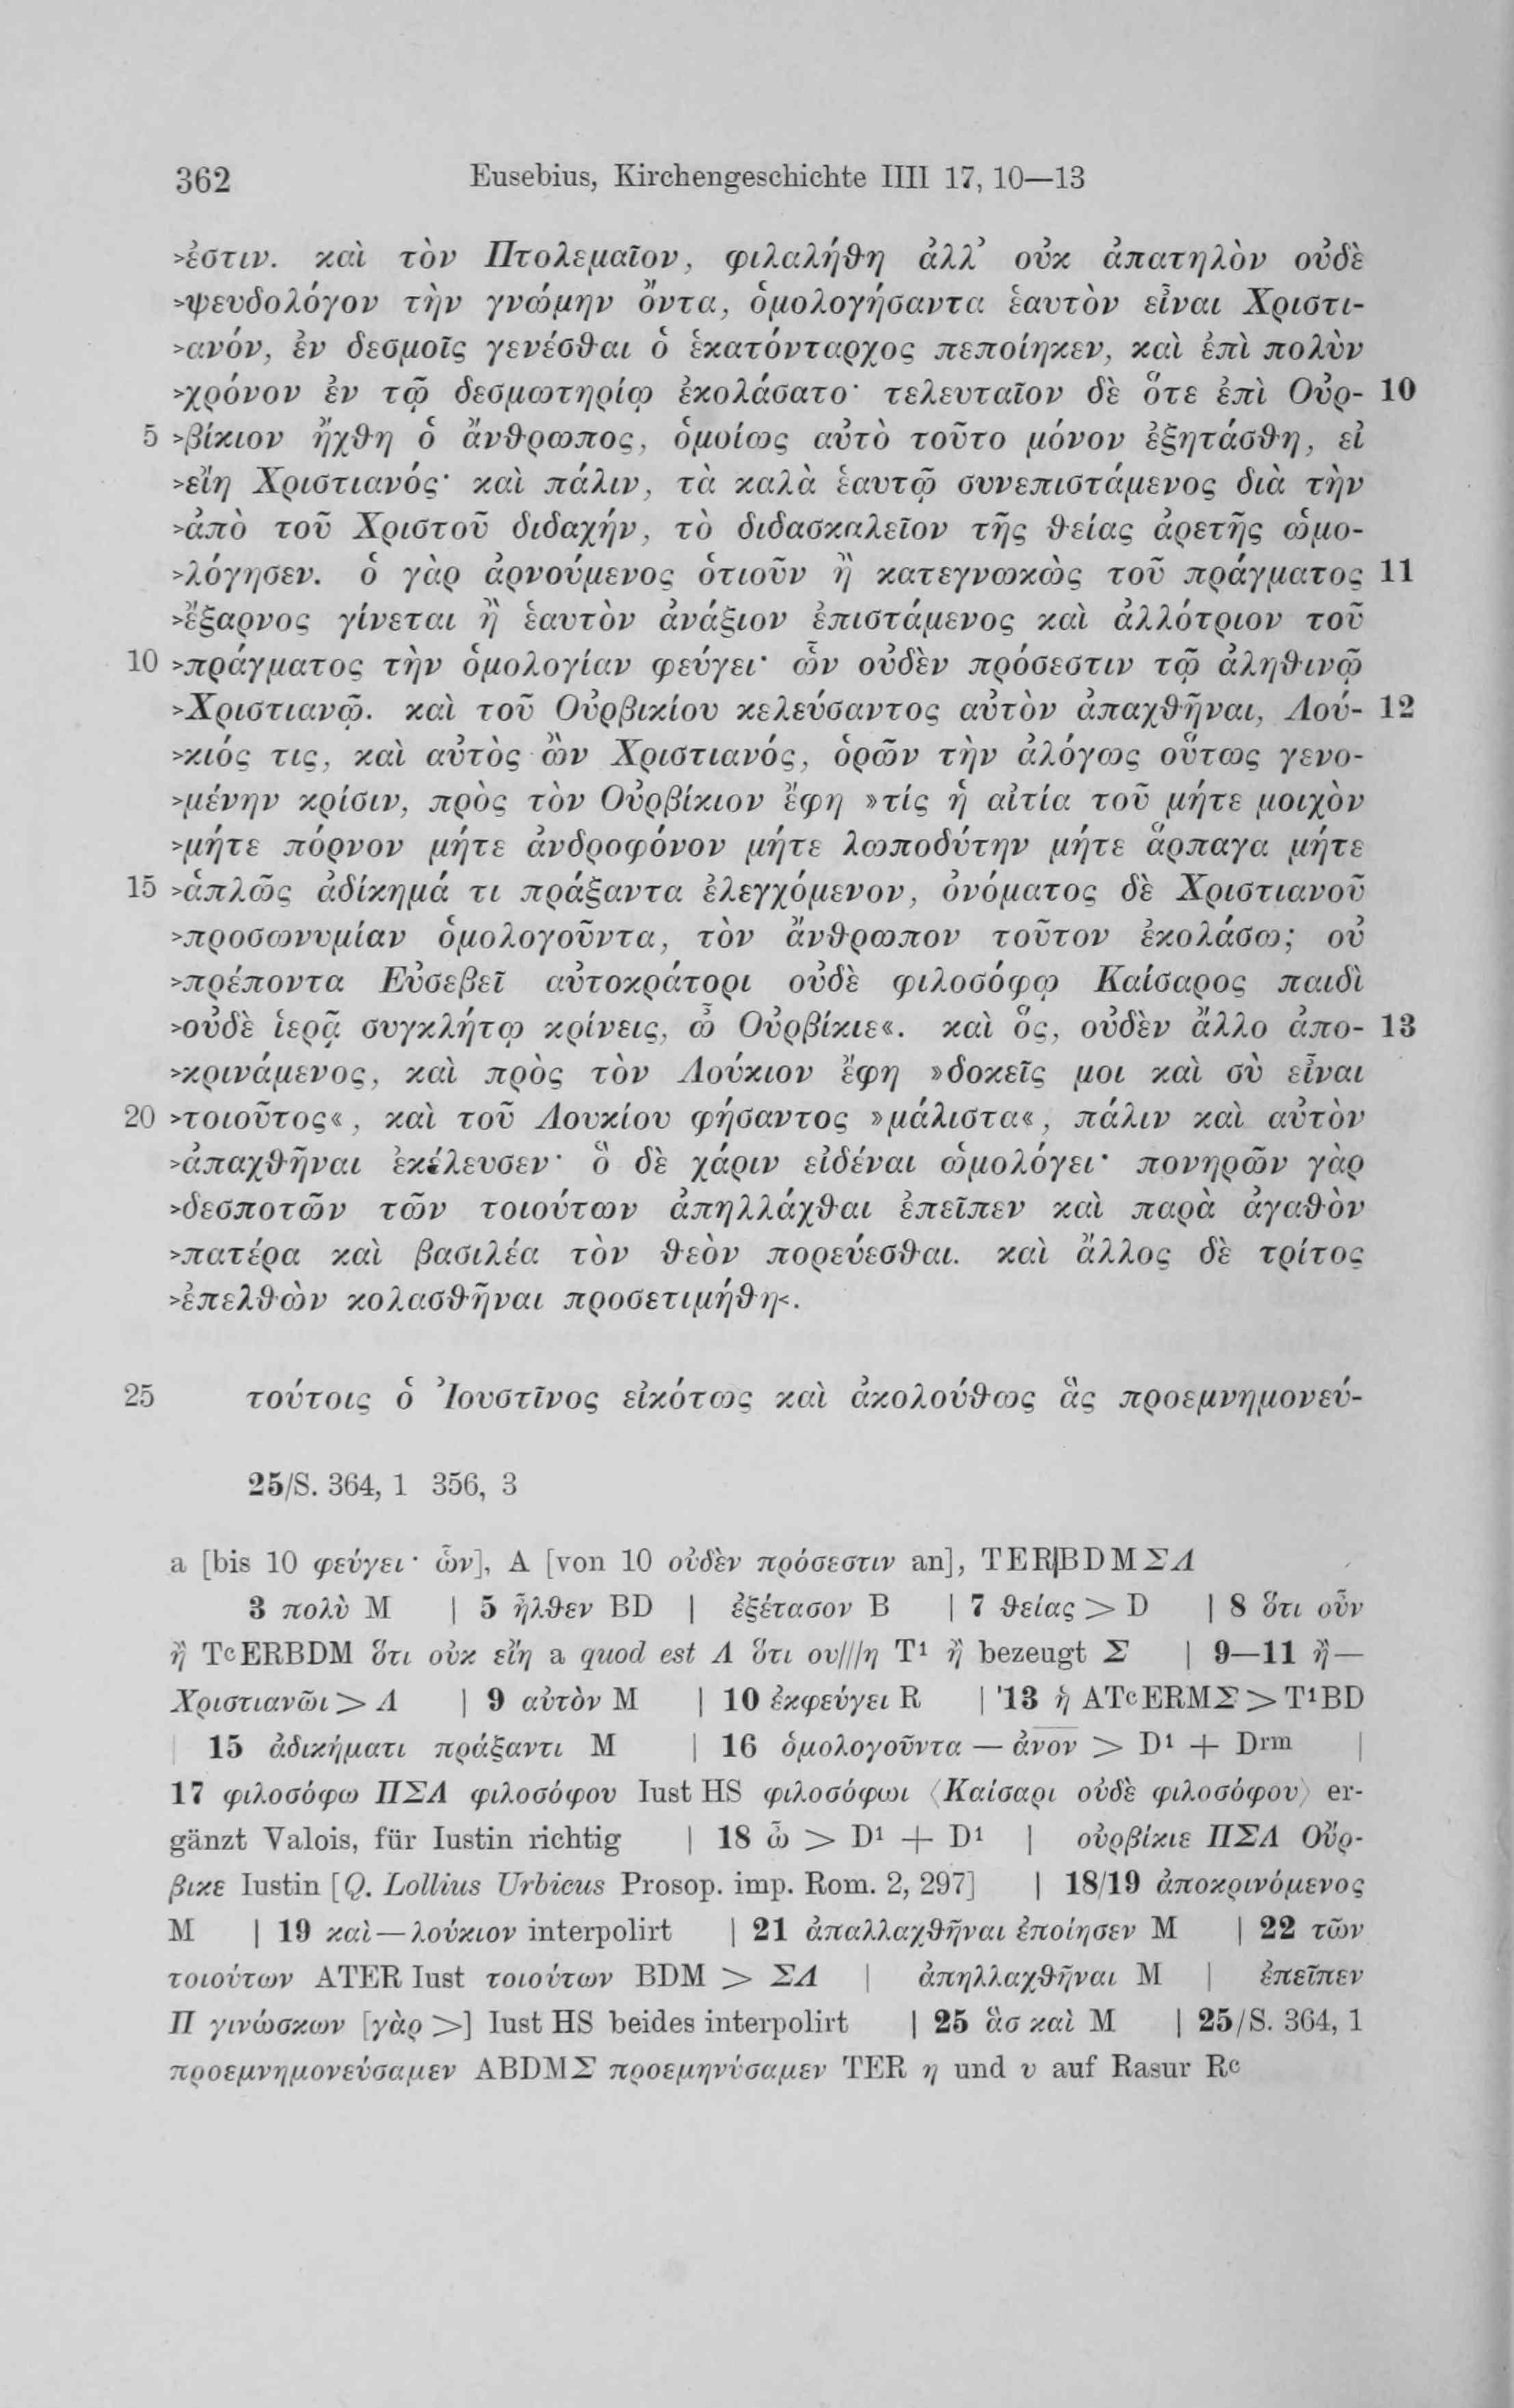 362 Eusebius, Kirchengeschichte IIII 17, 10—13
>ἐστιν. καὶ τὸν Πτολεμαῖον, φιλαλήθη ἀλλ' οὐκ ἀπατηλὸν οὐδὲ
>ψευδολόγον τὴν γνώμην ὄντα, ὁμολογήσαντα ἑαυτὸν εἶναι Χριστι-
>ανόν, ἐν δεσμοῖς γενέσθαι ὁ ἑκατόνταρχος πεποίηκεν, καὶ ἐπὶ πολὺν
>χρόνον ἐν τῷ δεσμωτηρίῳ ἐκολάσατο· τελευταῖον δὲ ὅτε ἐπὶ Οὐρ- 10
5 >βίκιον ἤχθη ὁ ἄνθρωπος, ὁμοίως αὐτὸ τοῦτο μόνον ἐξητάσθη, εἰ
>εἴη Χριστιανός· καὶ πάλιν, τὰ καλὰ ἑαυτῷ συνεπιστάμενος διὰ τὴν
>ἀπὸ τοῦ Χριστοῦ διδαχήν, τὸ διδασκαλεῖον τῆς θείας ἀρετῆς ὡμο-
>λόγησεν. ὁ γὰρ ἀρνούμενος ὁτιοῦν ἢ κατεγνωκὼς τοῦ πράγματος 11
>ἔξαρνος γίνεται ἢ ἑαυτὸν ἀνάξιον ἐπιστάμενος καὶ ἀλλότριον τοῦ
10 >πράγματος τὴν ὁμολογίαν φεύγει· ὧν οὐδὲν πρόσεστιν τῷ ἀληθινῷ
>Χριστιανῷ. καὶ τοῦ Οὐρβικίου κελεύσαντος αὐτὸν ἀπαχθῆναι, Λού- 12
>κιός τις, καὶ αὐτὸς ὢν Χριστιανός, ὁρῶν τὴν ἀλόγως οὕτως γενο-
>μένην κρίσιν, πρὸς τὸν Οὐρβίκιον ἔφη »τίς ἡ αἰτία τοῦ μήτε μοιχὸν
>μήτε πόρνον μήτε ἀνδροφόνον μήτε λωποδύτην μήτε ἅρπαγα μήτε
15 >ἁπλῶς ἀδίκημά τι πράξαντα ἐλεγχόμενον, ὀνόματος δὲ Χριστιανοῦ
>προσωνυμίαν ὁμολογοῦντα, τὸν ἄνθρωπον τοῦτον ἐκολάσω; οὐ
>πρέποντα Εὐσεβεῖ αὐτοκράτορι οὐδὲ φιλοσόφῳ Καίσαρος παιδὶ
>οὐδὲ ἱερᾷ συγκλήτῳ κρίνεις, ὦ Οὐρβίκιε«. καὶ ὅς, οὐδὲν ἄλλο ἀπο- 13
>κρινάμενος, καὶ πρὸς τὸν Λούκιον ἔφη »δοκεῖς μοι καὶ σὺ εἶναι
20 >τοιοῦτος«, καὶ τοῦ Λουκίου φήσαντος »μάλιστα«, πάλιν καὶ αὐτὸν
>ἀπαχθῆναι ἐκέλευσεν· ὃ δὲ χάριν εἰδέναι ὡμολόγει· πονηρῶν γὰρ
>δεσποτῶν τῶν τοιούτων ἀπηλλάχθαι ἐπεῖπεν καὶ παρὰ ἀγαθὸν
>πατέρα καὶ βασιλέα τὸν θεὸν πορεύεσθαι. καὶ ἄλλος δὲ τρίτος
>ἐπελθὼν κολασθῆναι προσετιμήθη<.
25 τούτοις ὁ Ἰουστῖνος εἰκότως καὶ ἀκολούθως ἃς προεμνημονεύ-
25/S. 364, 1 356, 3
a [bis 10 φεύγει· ὧν], A [von 10 οὐδὲν πρόσεστιν an], TER|BDMΣΛ
3 πολὺ M | 5 ἦλθεν BD | ἐξέτασον B | 7 θείας > D | 8 ὅτι οὖν
ἢ TᶜERBDM ὅτι οὐκ εἴη a quod est Λ ὅτι ου///η T¹ ἢ bezeugt Σ | 9—11 ἢ—
Χριστιανῶι > Λ | 9 αὐτὸν M | 10 ἐκφεύγει R | 13 ἡ ATᶜERMΣ > T¹BD
| 15 ἀδικήματι πράξαντι M | 16 ὁμολογοῦντα — ἄνον > D¹ + Dʳᵐ |
17 φιλοσόφω ΠΣΛ φιλοσόφου Iust HS φιλοσόφωι ⟨Καίσαρι οὐδὲ φιλοσόφου⟩ er-
gänzt Valois, für Iustin richtig | 18 ὦ > D¹ + D¹ | οὐρβίκιε ΠΣΛ Οὔρ-
βικε Iustin [Q. Lollius Urbicus Prosop. imp. Rom. 2, 297] | 18/19 ἀποκρινόμενος
M | 19 καὶ—λούκιον interpolirt | 21 ἀπαλλαχθῆναι ἐποίησεν M | 22 τῶν
τοιούτων ATER Iust τοιούτων BDM > ΣΛ | ἀπηλλαχθῆναι M | ἐπεῖπεν
Π γινώσκων [γὰρ >] Iust HS beides interpolirt | 25 ἃσ καὶ M | 25/S. 364, 1
προεμνημονεύσαμεν ABDMΣ προεμηνύσαμεν TER η und υ auf Rasur Rᶜ